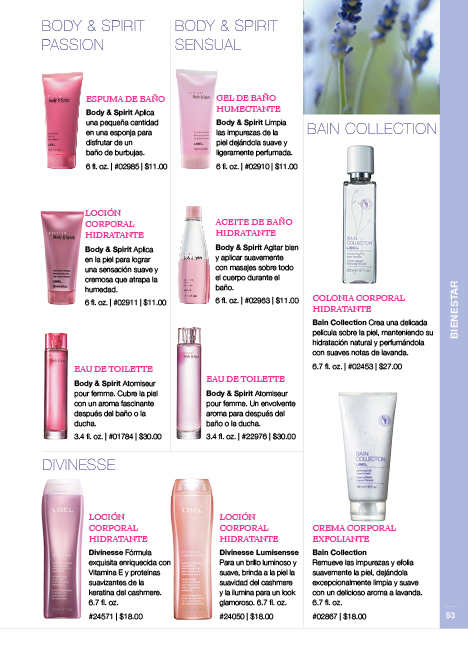 BODY & SPIRIT
PASSION
ESPUMA DE BAÑO
Body & Spirit Aplica
una pequeña cantidad
en una esponja para
disfrutar de un
baño de burbujas.
6 fl. oz. | #02985 | $11.00
LOCIÓN
CORPORAL
HIDRATANTE
Body & Spirit Aplica
en la piel para lograr
una sensación suave y
cremosa que atrapa la
humedad.
6 fl. oz. | #02911 | $11.00
EAU DE TOILETTE
Body & Spirit Atomiseur
pour femme. Cubre la piel
con un aroma fascinante
después del baño o la
ducha.
3.4 fl. oz. | #01784 | $30.00
BODY & SPIRIT
SENSUAL
GEL DE BAÑO
HUMECTANTE
Body & Spirit Limpia
las impurezas de la
piel dejándola suave y
ligeramente perfumada.
6 fl. oz. | #02910 | $11.00
ACEITE DE BAÑO
HIDRATANTE
Body & Spirit Agitar bien
y aplicar suavemente
con masajes sobre todo
el cuerpo durante el
baño.
6 fl. oz. | #02963 | $11.00
EAU DE TOILETTE
Body & Spirit Atomiseur
pour femme. Un envolvente
aroma para después del
baño o la ducha.
3.4 fl. oz. | #22976 | $30.00
BAIN COLLECTION
BAIN
COLLECTION
L'BEL
COLONIA CORPORAL
HIDRATANTE
Bain Collection Crea una delicada
película sobre la piel, manteniendo su
hidratación natural y perfumándola
con suaves notas de lavanda.
6.7 fl. oz. | #02453 | $27.00
BAIN
COLLECTION
L'BEL
CREMA CORPORAL
EXFOLIANTE
Bain Collection
Remueve las impurezas y efolia
suavemente la piel, dejándola
excepcionalmente limpia y suave
con un delicioso aroma a lavanda.
6.7 fl. oz.
#02867 | $18.00
DIVINESSE
L'BEL
LOCIÓN
CORPORAL
HIDRATANTE
Divinesse Fórmula
exquisita enriquecida con
Vitamina E y proteínas
suavizantes de la
keratina del cashmere.
6.7 fl. oz.
#24571 | $18.00
L'BEL
LOCIÓN
CORPORAL
HIDRATANTE
Divinesse Lumisensse
Para un brillo luminoso y
suave, brinda a la piel la
suavidad del cashmere
y la ilumina para un look
glamoroso. 6.7 fl. oz.
#24050 | $18.00
BIENESTAR
53